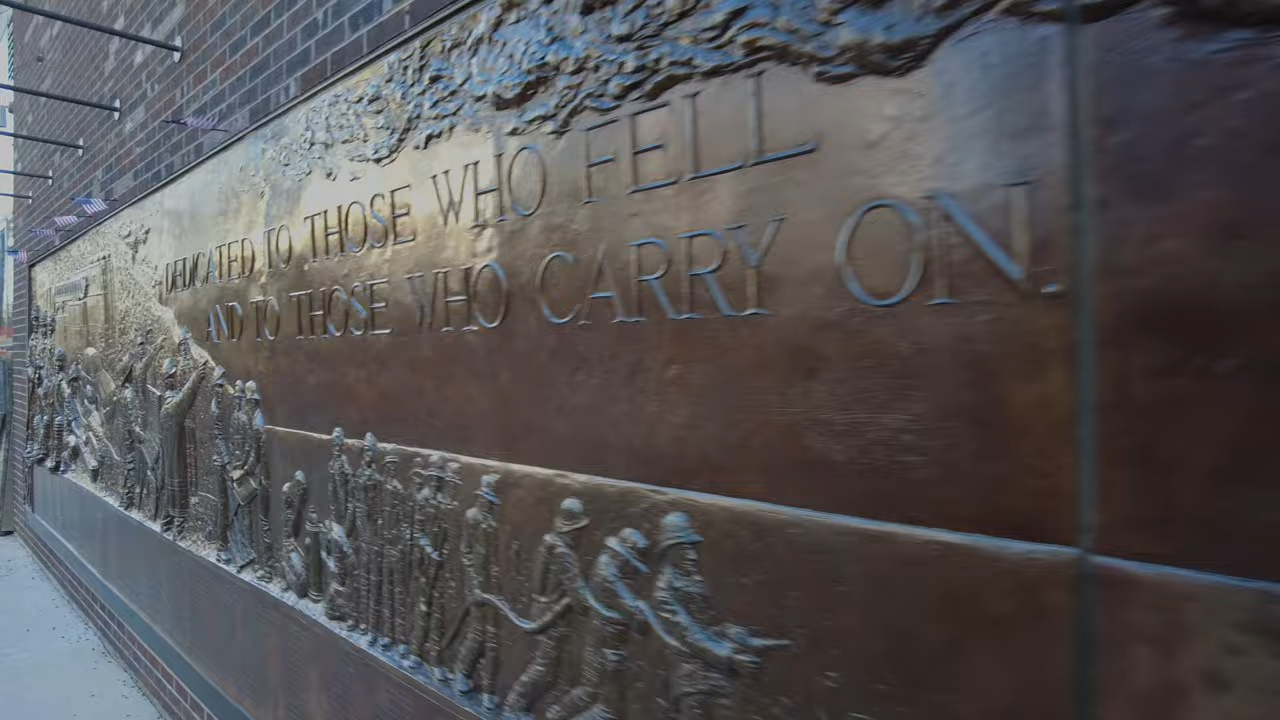 DEDICATED TO THOSE WHO FELL
AND TO THOSE WHO CARRY ON.